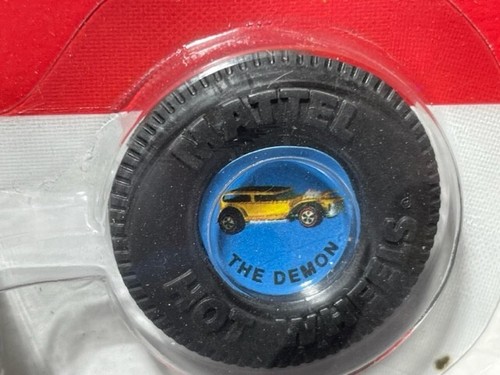 MATTEL
THE DEMON
HOT WHEELS